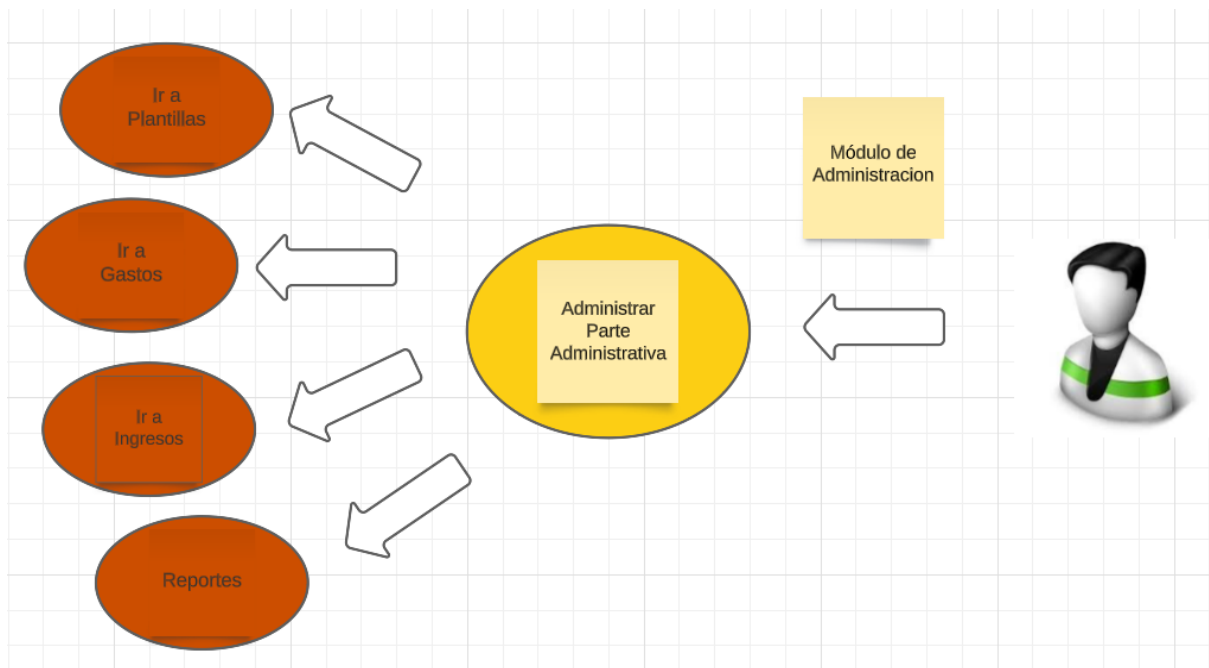 Ir a
Plantillas
Módulo de
Administracion
Ir a
Gastos
Administrar
Parte
Administrativa
Ir a
Ingresos
Reportes